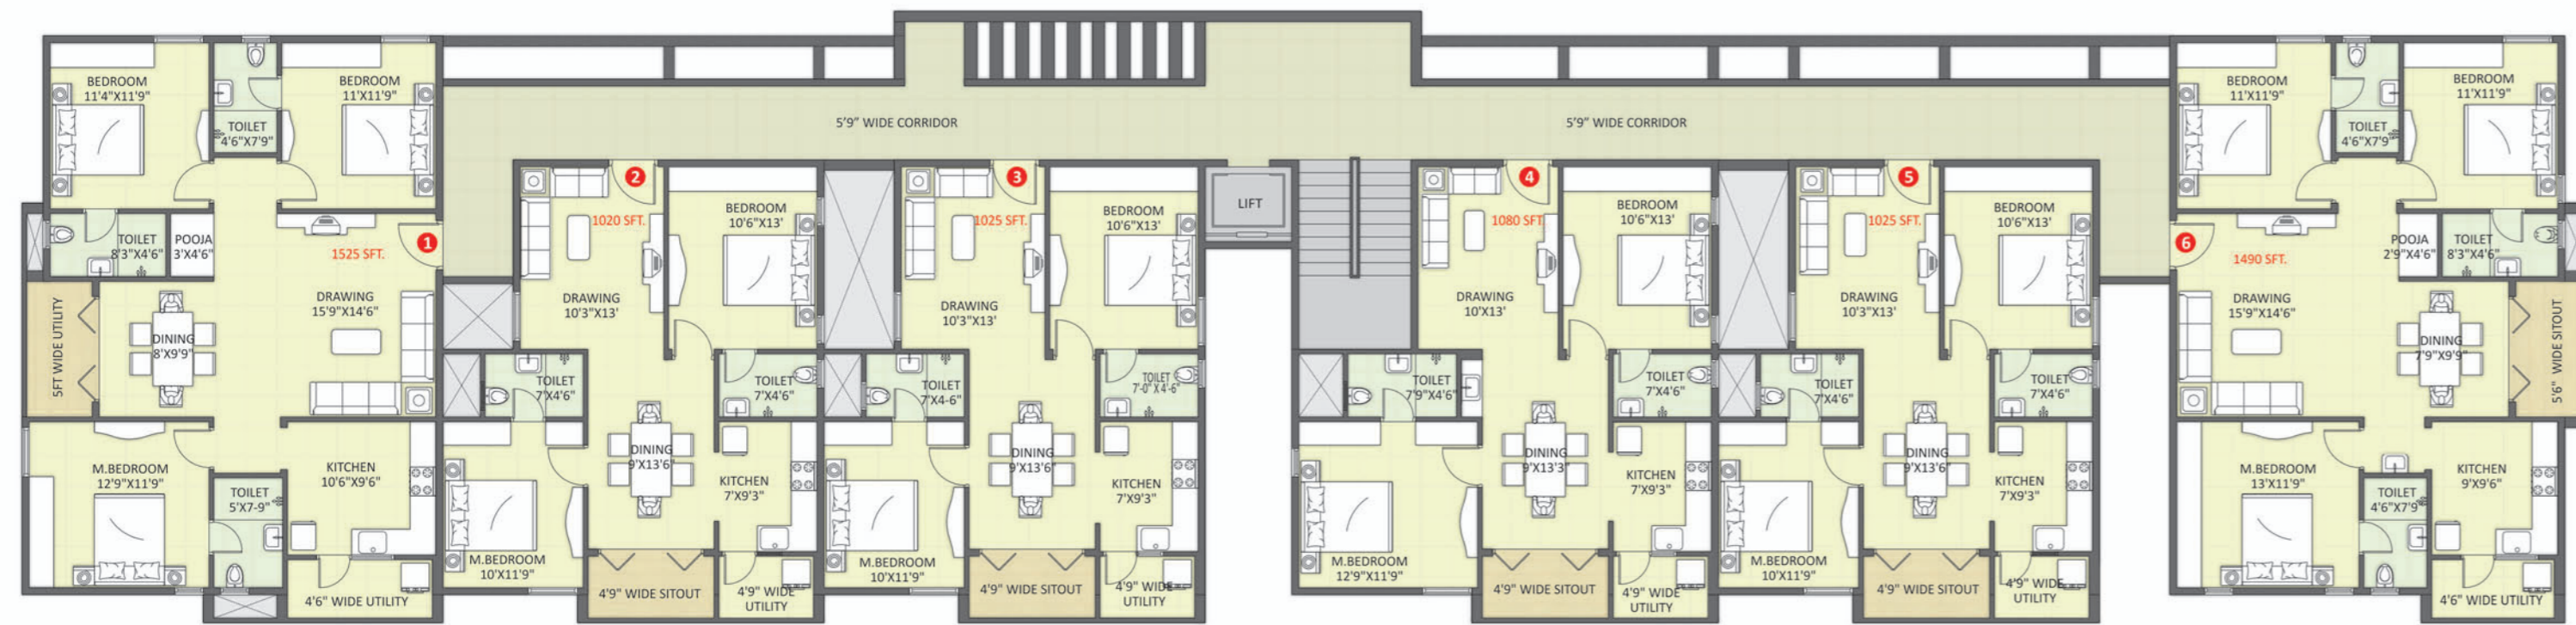 BEDROOM
11'4"X11'9"
TOILET
4'6"X7'9"
BEDROOM
11'X11'9"
TOILET
8'3"X4'6"
POOJA
3'X4'6"
1525 SFT.
1
5FT WIDE UTILITY
DINING
8'X9'9"
DRAWING
15'9"X14'6"
M.BEDROOM
12'9"X11'9"
TOILET
5'X7-9"
KITCHEN
10'6"X9'6"
4'6" WIDE UTILITY
5'9" WIDE CORRIDOR
5'9" WIDE CORRIDOR
2
1020 SFT.
BEDROOM
10'6"X13'
DRAWING
10'3"X13'
TOILET
7'X4'6"
TOILET
7'X4'6"
DINING
9'X13'6"
KITCHEN
7'X9'3"
M.BEDROOM
10'X11'9"
4'9" WIDE SITOUT
4'9" WIDE
UTILITY
3
1025 SFT.
BEDROOM
10'6"X13'
DRAWING
10'3"X13'
TOILET
7'X4-6"
TOILET
7'-0" X 4'-6"
DINING
9'X13'6"
KITCHEN
7'X9'3"
M.BEDROOM
10'X11'9"
4'9" WIDE SITOUT
4'9" WIDE
UTILITY
LIFT
4
1080 SFT.
BEDROOM
10'6"X13'
DRAWING
10'X13'
TOILET
7'9"X4'6"
TOILET
7'X4'6"
DINING
9'X13'3"
KITCHEN
7'X9'3"
M.BEDROOM
12'9"X11'9"
4'9" WIDE SITOUT
4'9" WIDE
UTILITY
5
1025 SFT.
BEDROOM
10'6"X13'
DRAWING
10'3"X13'
TOILET
7'X4'6"
TOILET
7'X4'6"
DINING
9'X13'6"
KITCHEN
7'X9'3"
M.BEDROOM
10'X11'9"
4'9" WIDE SITOUT
4'9" WIDE
UTILITY
BEDROOM
11'X11'9"
TOILET
4'6"X7'9"
BEDROOM
11'X11'9"
6
1490 SFT.
POOJA
2'9"X4'6"
TOILET
8'3"X4'6"
DRAWING
15'9"X14'6"
DINING
7'9"X9'9"
5'6" WIDE SITOUT
M.BEDROOM
13'X11'9"
TOILET
4'6"X7'9"
KITCHEN
9'X9'6"
4'6" WIDE UTILITY